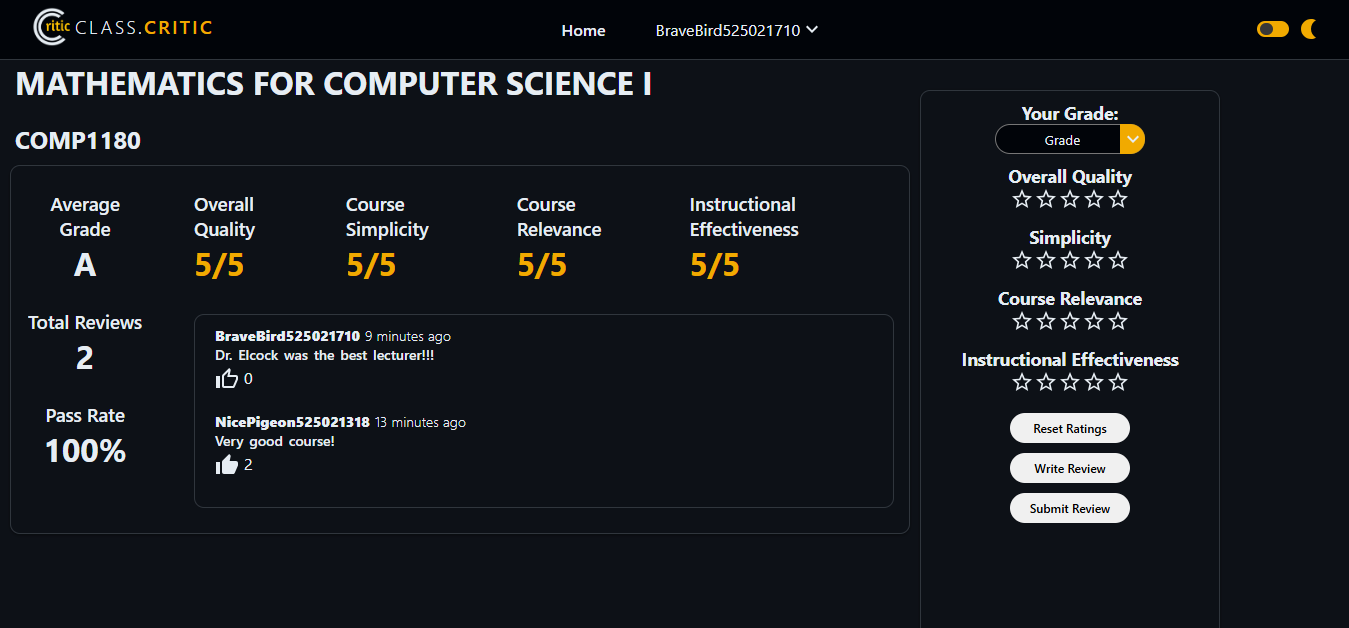 ritic CLASS.CRITIC
Home
BraveBird525021710
MATHEMATICS FOR COMPUTER SCIENCE I
COMP1180
Average
Grade
A
Overall
Quality
5/5
Course
Simplicity
5/5
Course
Relevance
5/5
Instructional
Effectiveness
5/5
Total Reviews
2
Pass Rate
100%
BraveBird525021710 9 minutes ago
Dr. Elcock was the best lecturer!!!
0
NicePigeon525021318 13 minutes ago
Very good course!
2
Your Grade:
Grade
Overall Quality
Simplicity
Course Relevance
Instructional Effectiveness
Reset Ratings
Write Review
Submit Review